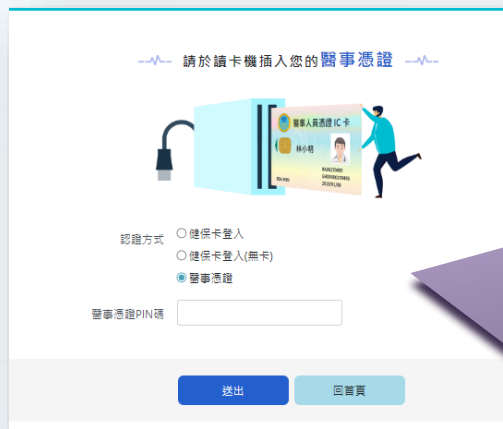 請於讀卡機插入您的醫事憑證
醫事人員憑證 IC 卡
林小明
認證方式
健保卡登入
健保卡登入(無卡)
醫事憑證
醫事憑證PIN碼
送出
回首頁